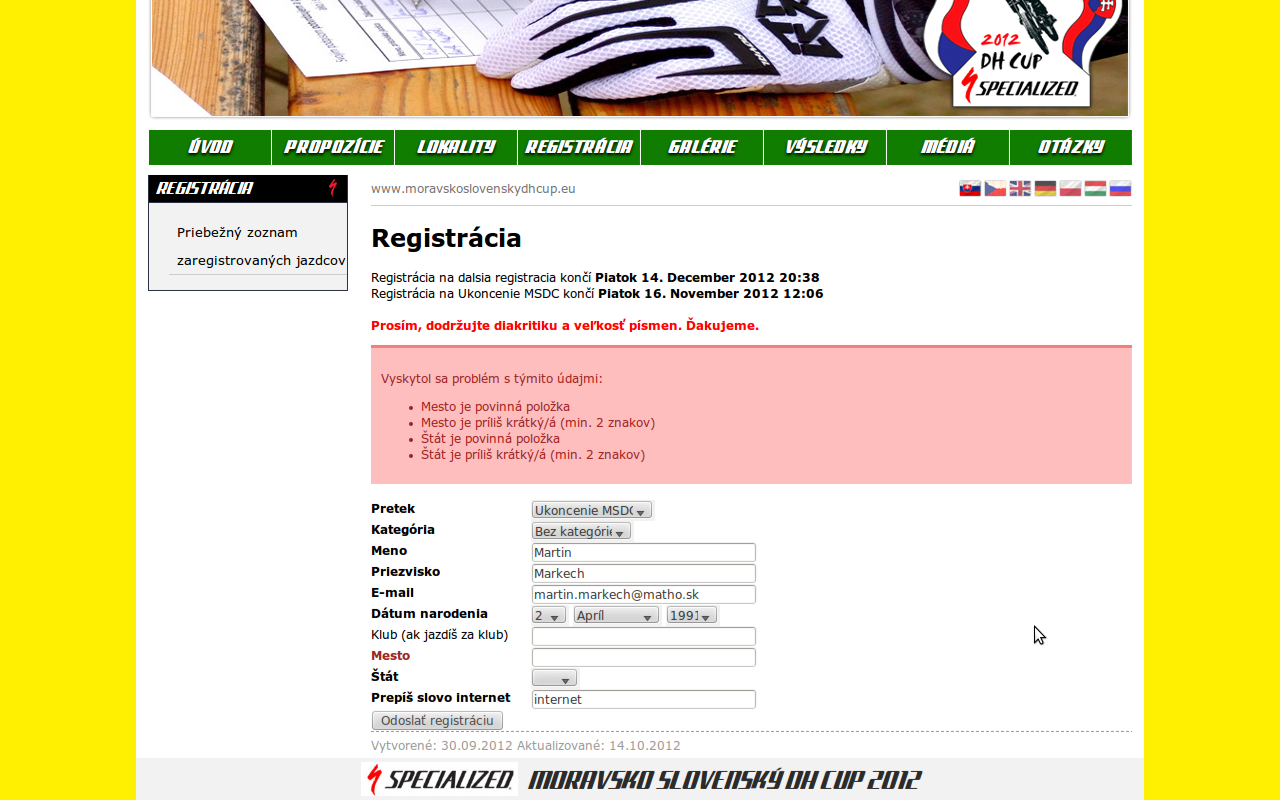 ROYAL
2012
DH CUP
SPECIALIZED
ÚVOD
PROPOZÍCIE
LOKALITY
REGISTRÁCIA
GALÉRIE
VÝSLEDKY
MÉDIÁ
OTÁZKY
REGISTRÁCIA
Priebežný zoznam
zaregistrovaných jazdcov
www.moravskoslovenskydhcup.eu
Registrácia
Registrácia na dalsia registracia končí Piatok 14. December 2012 20:38
Registrácia na Ukoncenie MSDC končí Piatok 16. November 2012 12:06
Prosím, dodržujte diakritiku a veľkosť písmen. Ďakujeme.
Vyskytol sa problém s týmito údajmi:
Mesto je povinná položka
Mesto je príliš krátký/á (min. 2 znakov)
Štát je povinná položka
Štát je príliš krátký/á (min. 2 znakov)
Pretek Ukoncenie MSDC
Kategória Bez kategórie
Meno Martin
Priezvisko Markech
E-mail martin.markech@matho.sk
Dátum narodenia 2 Apríl 1991
Klub (ak jazdíš za klub)
Mesto
Štát
Prepíš slovo internet internet
Odoslať registráciu
Vytvorené: 30.09.2012 Aktualizované: 14.10.2012
SPECIALIZED MORAVSKO SLOVENSKÝ DH CUP 2012